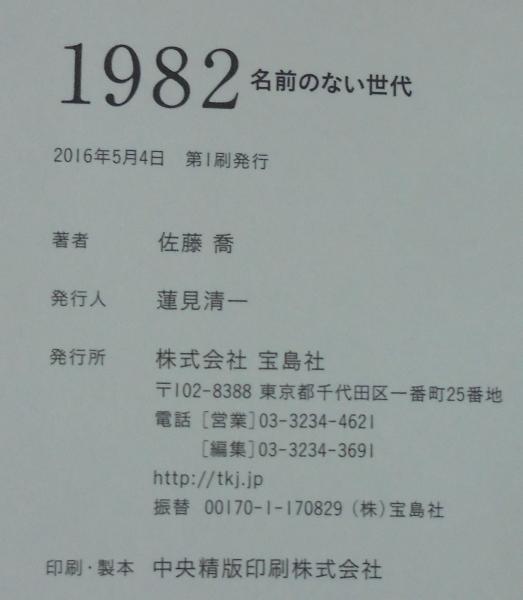 1982 名前のない世代
2016年5月4日 第1刷発行
著者 佐藤 喬
発行人 蓮見清一
発行所 株式会社 宝島社
〒102-8388 東京都千代田区一番町25番地
電話 [営業]03-3234-4621
[編集]03-3234-3691
http://tkj.jp
振替 00170-1-170829 (株)宝島社
印刷・製本 中央精版印刷株式会社